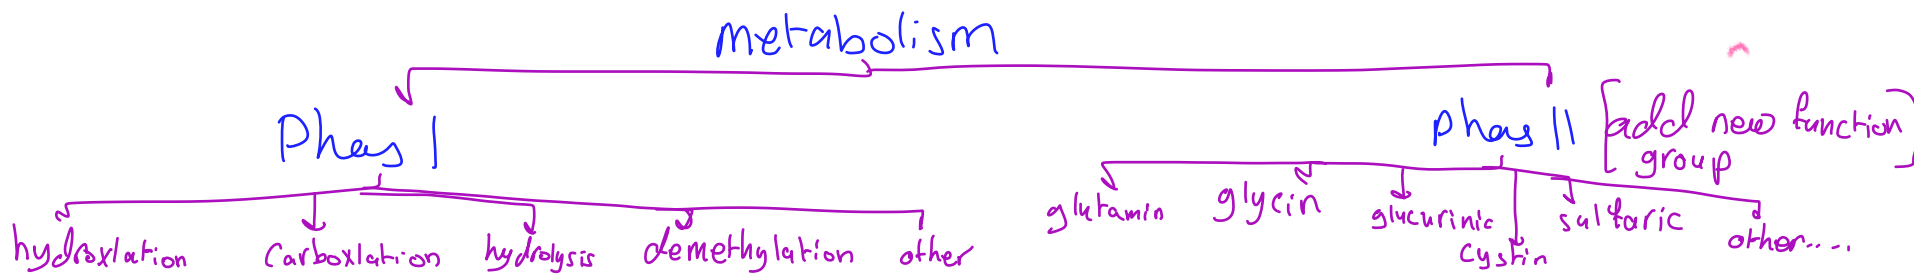 metabolism
Phas I
phas II [add new function group]
hydroxlation carboxlation hydrolysis demethylation other
glutamin glycin glucurinic cystin sulfaric other....